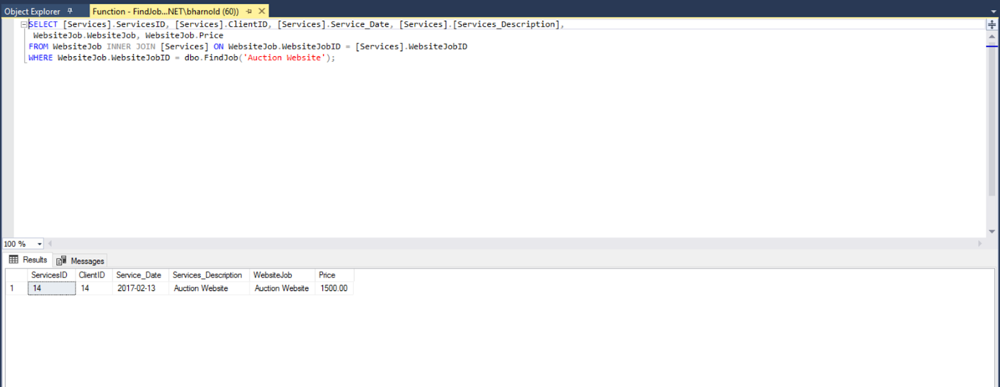 Object Explorer
Function - FindJob...NET\bharnold (60))
SELECT [Services].ServicesID, [Services].ClientID, [Services].Service_Date, [Services].[Services_Description],
WebsiteJob.WebsiteJob, WebsiteJob.Price
FROM WebsiteJob INNER JOIN [Services] ON WebsiteJob.WebsiteJobID = [Services].WebsiteJobID
WHERE WebsiteJob.WebsiteJobID = dbo.FindJob('Auction Website');
100 %
Results Messages
ServicesID ClientID Service_Date Services_Description WebsiteJob Price
1 14 14 2017-02-13 Auction Website Auction Website 1500.00